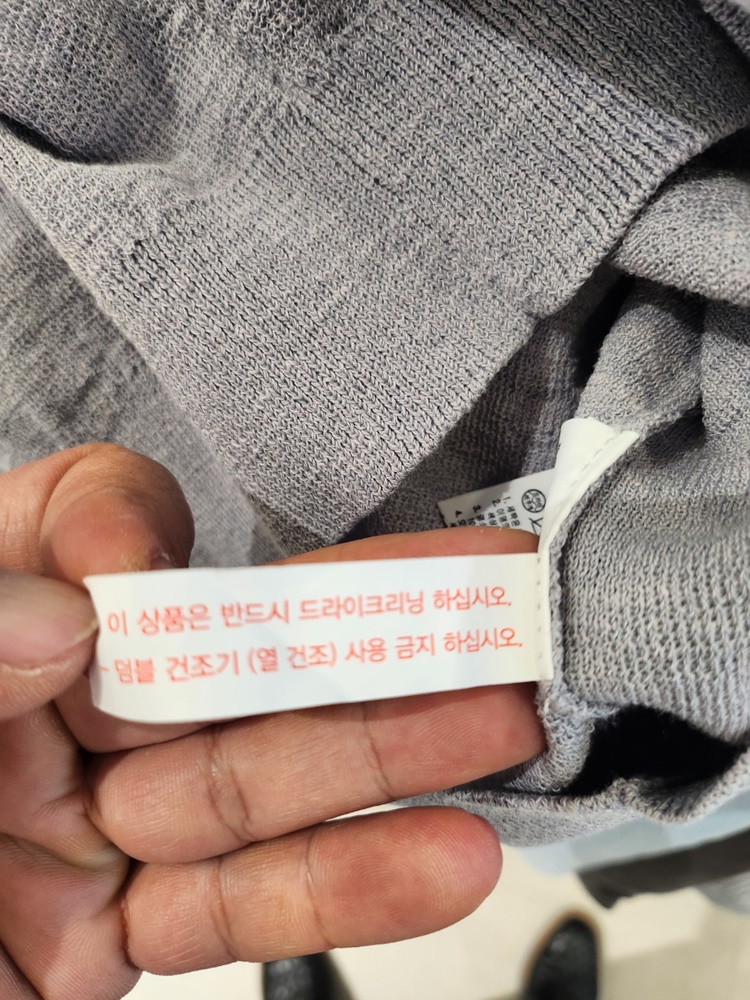 이 상품은 반드시 드라이크리닝 하십시오.
텀블 건조기 (열 건조) 사용 금지 하십시오.